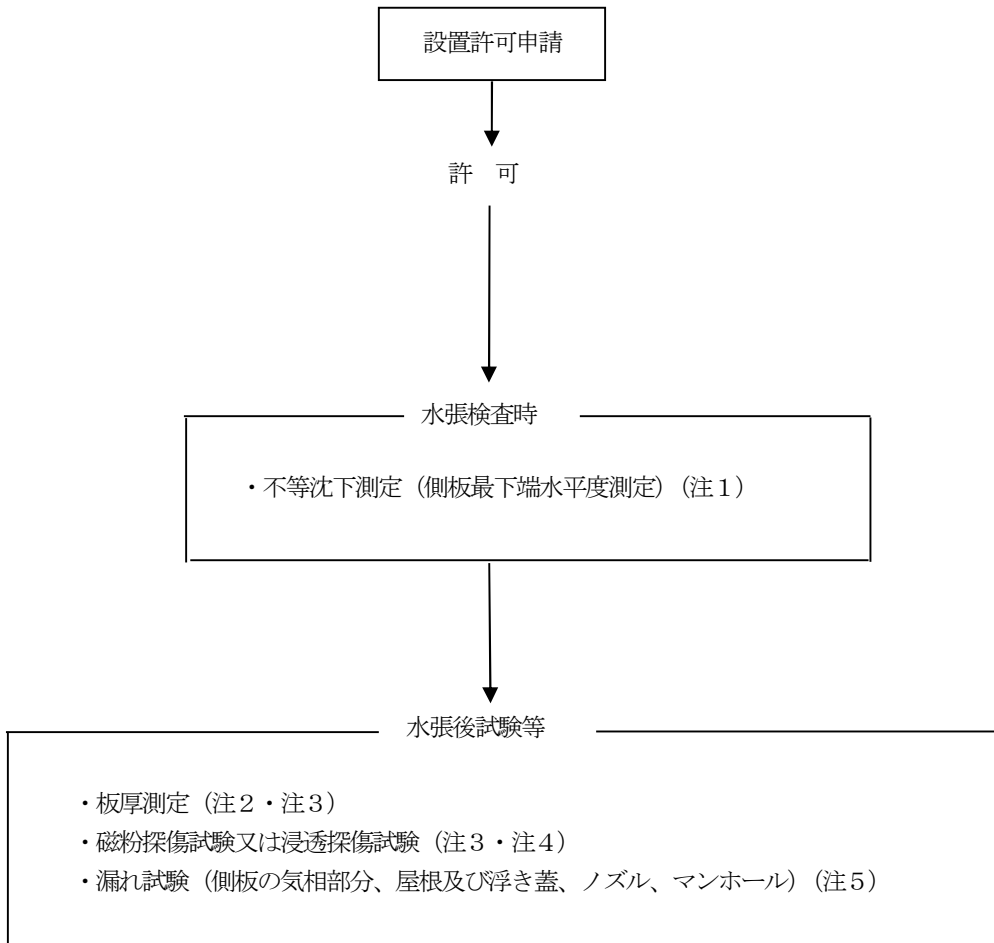 設置許可申請
許　可
水張検査時
・不等沈下測定（側板最下端水平度測定）（注１）
水張後試験等
・板厚測定（注２・注３）
・磁粉探傷試験又は浸透探傷試験（注３・注４）
・漏れ試験（側板の気相部分、屋根及び浮き蓋、ノズル、マンホール）（注５）